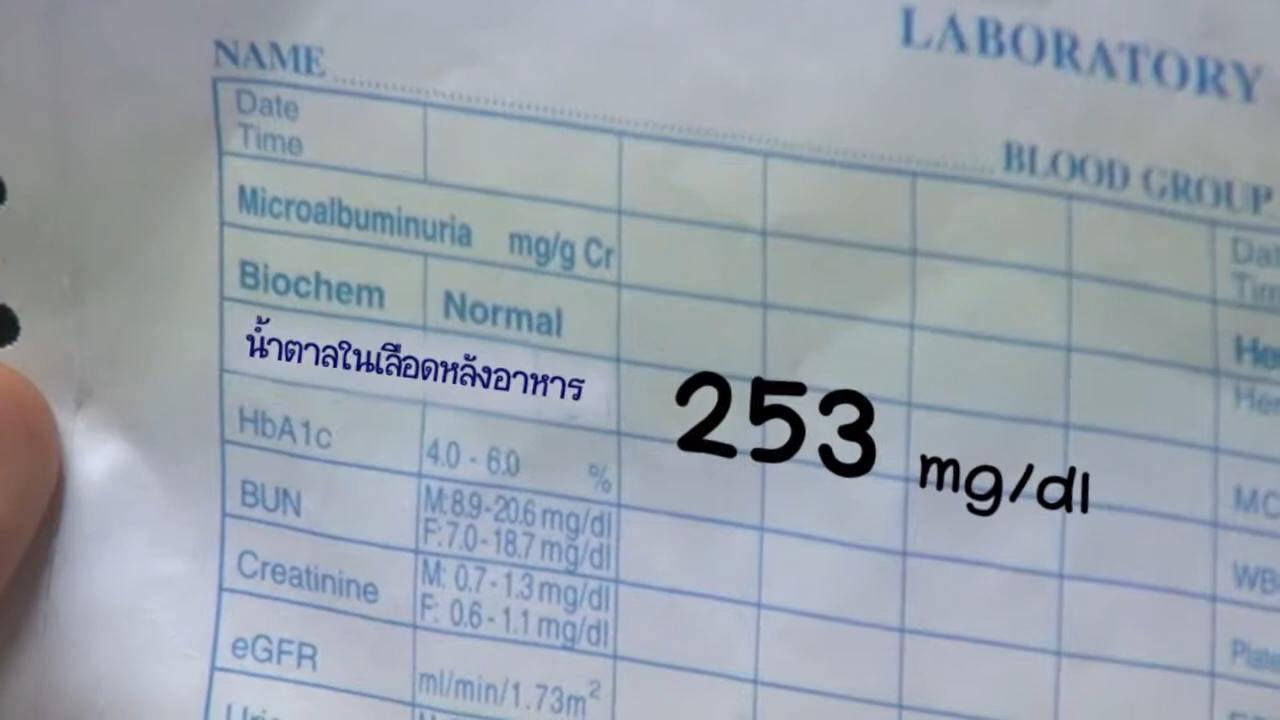 LABORATORY
NAME
BLOOD GROUP
Date
Time
Microalbuminuria mg/g Cr
Biochem Normal
น้ำตาลในเลือดหลังอาหาร 253 mg/dl
HbA1c 4.0 - 6.0 %
BUN M:8.9-20.6 mg/dl
F:7.0-18.7 mg/dl
Creatinine M: 0.7-1.3 mg/dl
F: 0.6-1.1 mg/dl
eGFR ml/min/1.73m²